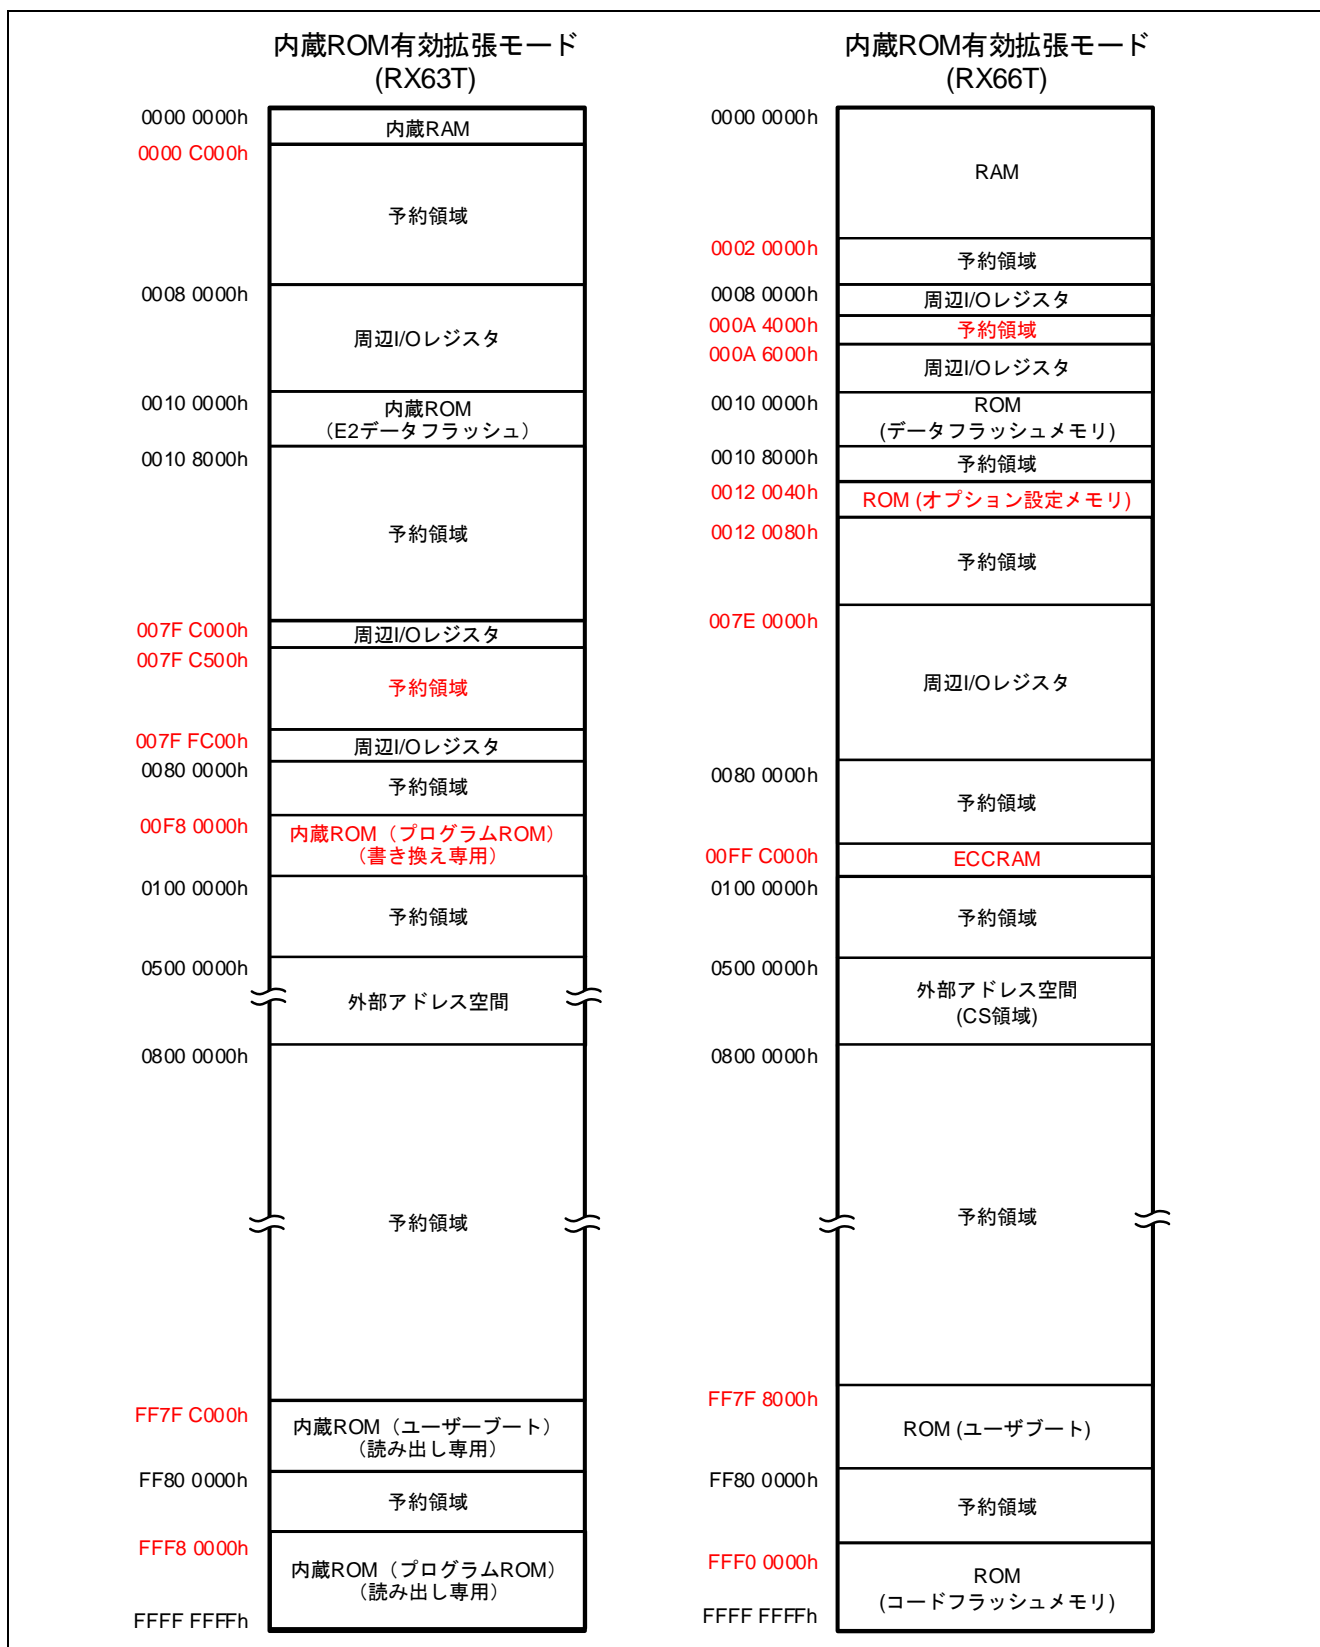 内蔵ROM有効拡張モード
(RX63T)
0000 0000h
内蔵RAM
0000 C000h
予約領域
0008 0000h
周辺I/Oレジスタ
0010 0000h
内蔵ROM
（E2データフラッシュ）
0010 8000h
予約領域
007F C000h
周辺I/Oレジスタ
007F C500h
予約領域
007F FC00h
周辺I/Oレジスタ
0080 0000h
予約領域
00F8 0000h
内蔵ROM（プログラムROM）
（書き換え専用）
0100 0000h
予約領域
0500 0000h
外部アドレス空間
0800 0000h
予約領域
FF7F C000h
内蔵ROM（ユーザーブート）
（読み出し専用）
FF80 0000h
予約領域
FFF8 0000h
内蔵ROM（プログラムROM）
（読み出し専用）
FFFF FFFFh
内蔵ROM有効拡張モード
(RX66T)
0000 0000h
RAM
0002 0000h
予約領域
0008 0000h
周辺I/Oレジスタ
000A 4000h
予約領域
000A 6000h
周辺I/Oレジスタ
0010 0000h
ROM
(データフラッシュメモリ)
0010 8000h
予約領域
0012 0040h
ROM (オプション設定メモリ)
0012 0080h
予約領域
007E 0000h
周辺I/Oレジスタ
0080 0000h
予約領域
00FF C000h
ECCRAM
0100 0000h
予約領域
0500 0000h
外部アドレス空間
(CS領域)
0800 0000h
予約領域
FF7F 8000h
ROM (ユーザブート)
FF80 0000h
予約領域
FFF0 0000h
ROM
(コードフラッシュメモリ)
FFFF FFFFh